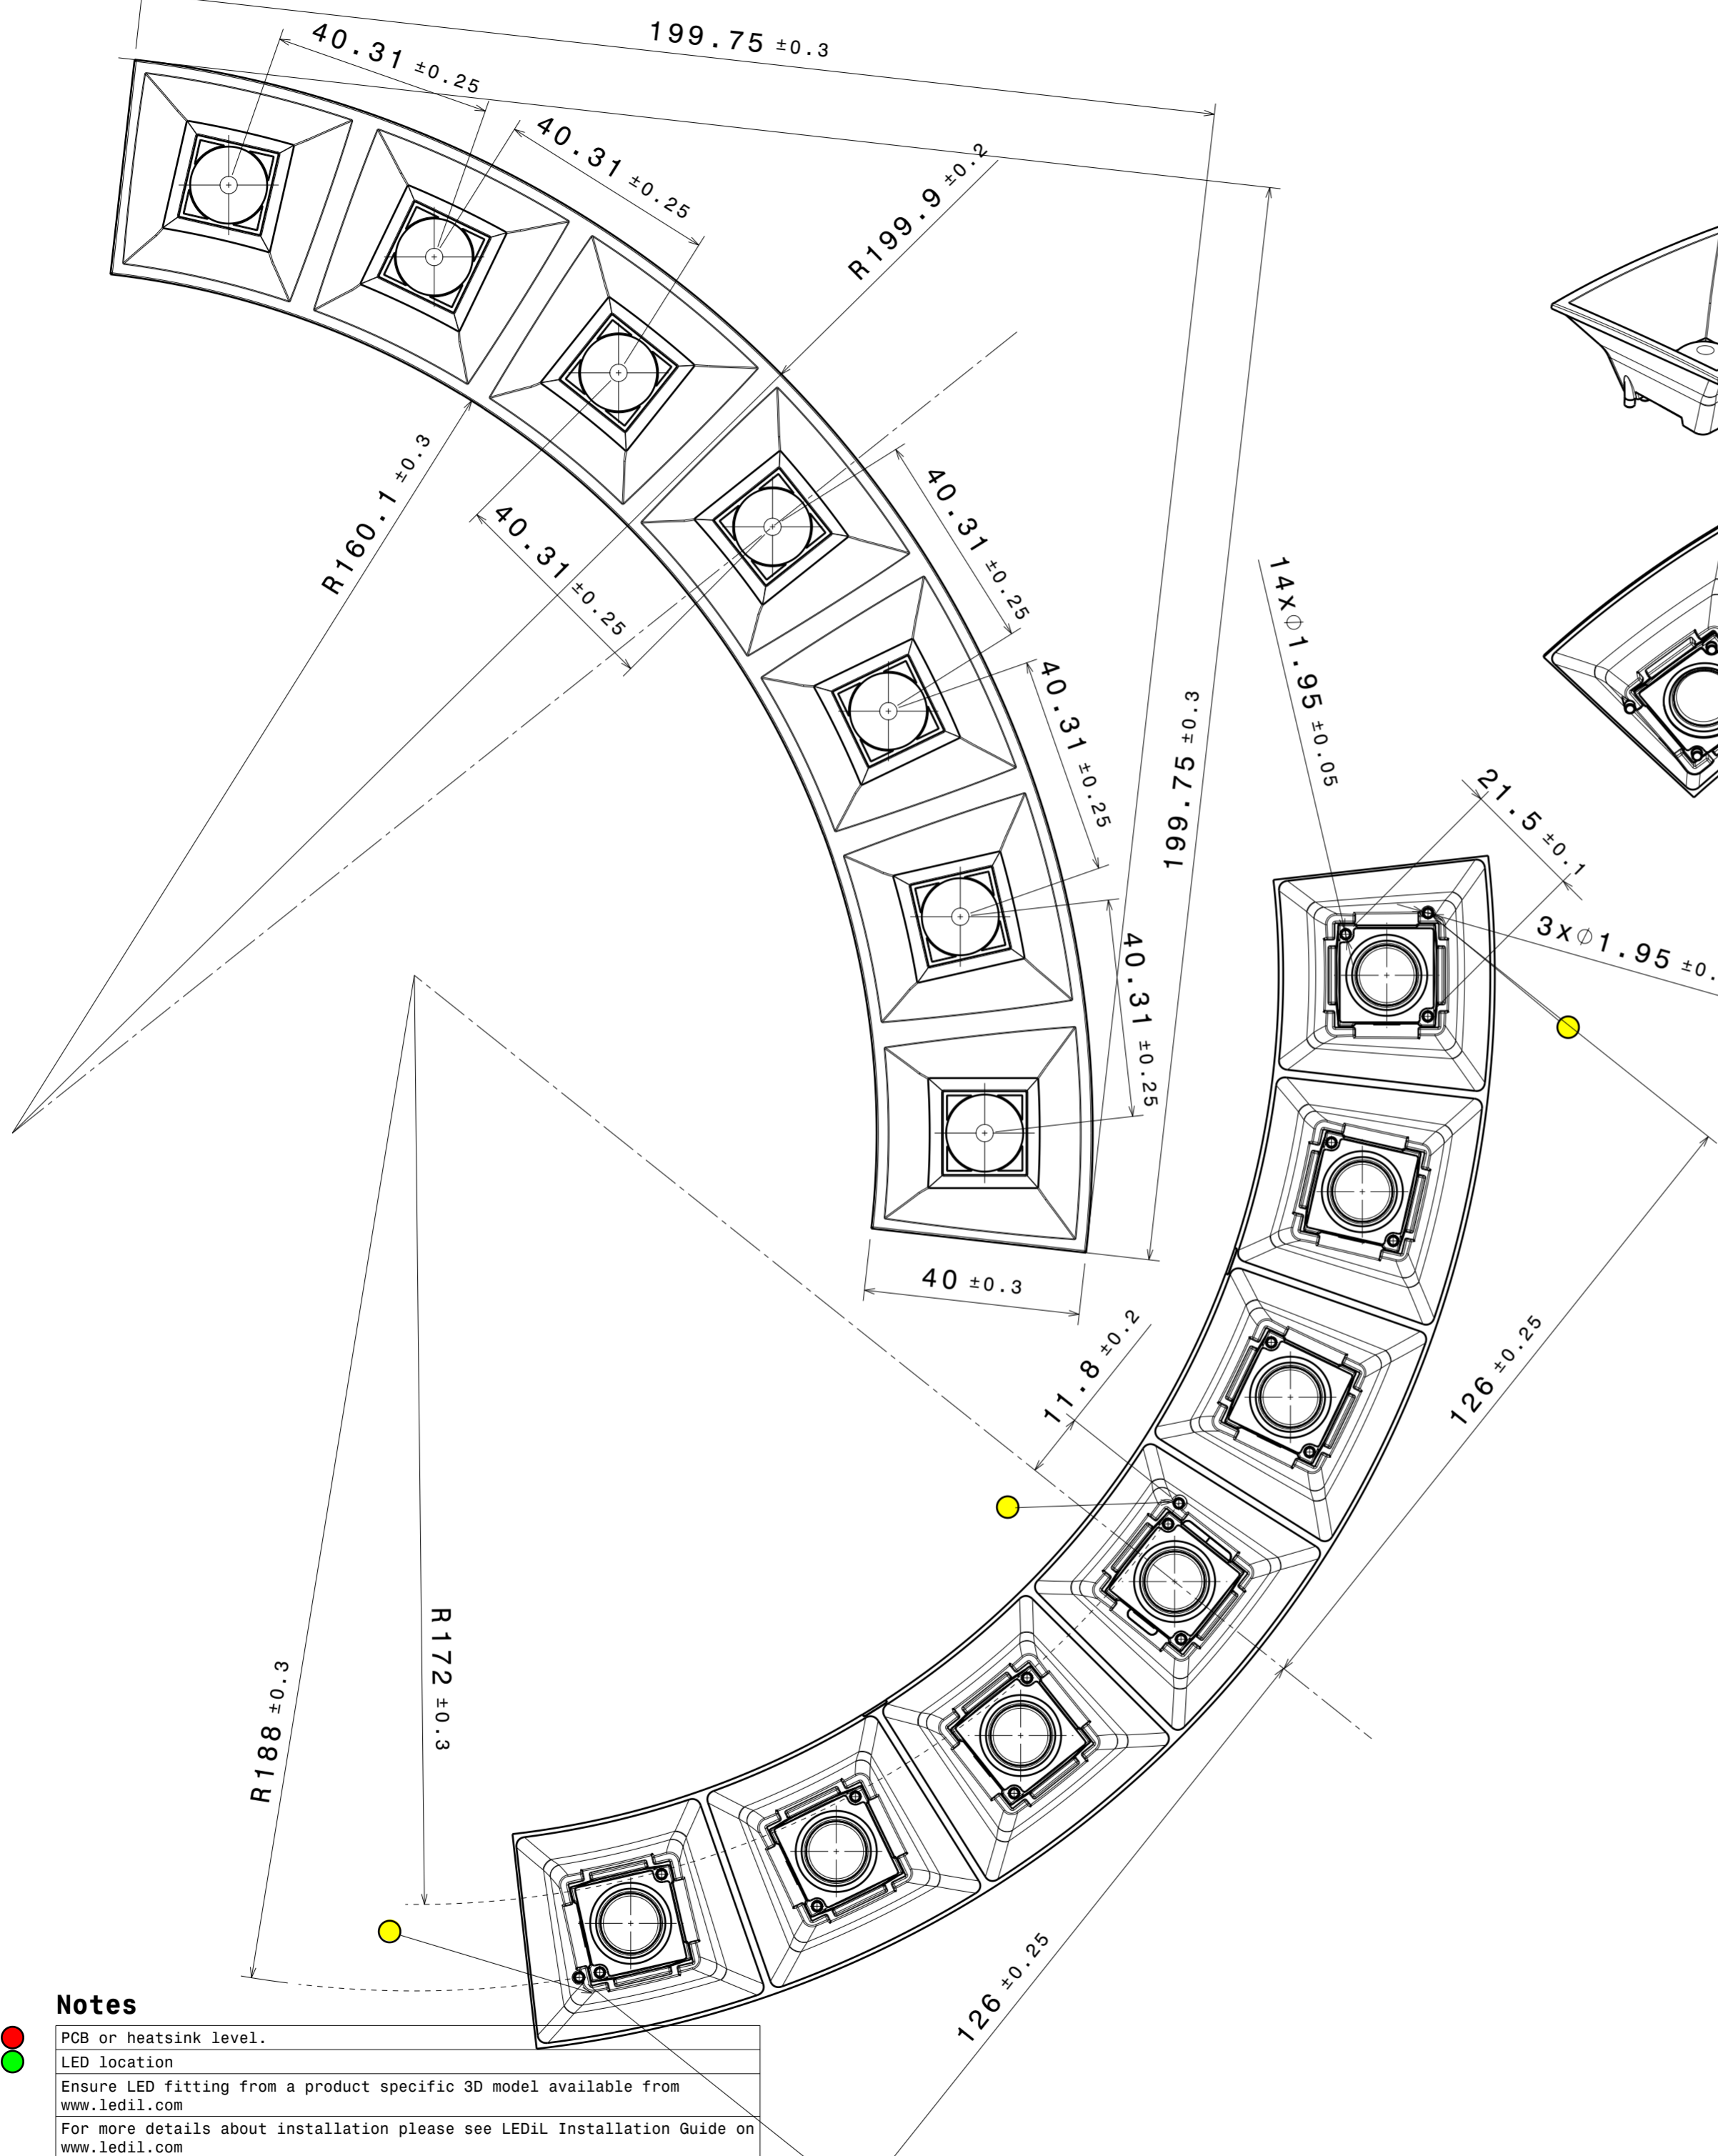 199.75 ±0.3
40.31 ±0.25
40.31 ±0.25
R199.9 ±0.2
R160.1 ±0.3
40.31 ±0.25
40.31 ±0.25
40.31 ±0.25
199.75 ±0.3
14x⌀1.95 ±0.05
21.5 ±0.1
3x⌀1.95 ±0.
40.31 ±0.25
40 ±0.3
11.8 ±0.2
126 ±0.25
R172 ±0.3
R188 ±0.3
126 ±0.25
Notes
PCB or heatsink level.
LED location
Ensure LED fitting from a product specific 3D model available from
www.ledil.com
For more details about installation please see LEDiL Installation Guide on
www.ledil.com